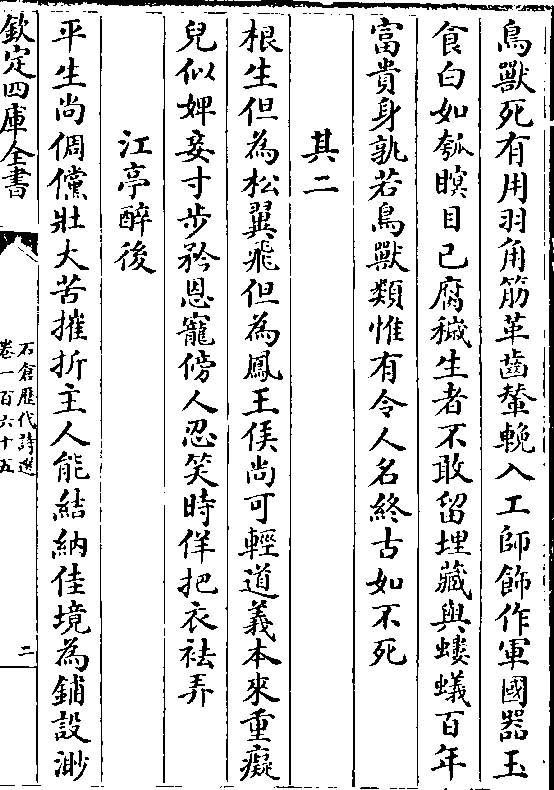 鳥獸死有用羽角筋革齒螯輓入工師飾作軍國器玉
食白如瓠瞑目已腐穢生者不敢留埋藏與螻蟻百年
富貴身孰若鳥獸類惟有令人名終古如不死
其二
根生但為松翼飛但為鳳王侯尚可輕道義本來重癡
兒似婢妾寸步矜恩寵傍人忍笑時佯把衣袪弄
江亭醉後
平生尚倜儻壯大苦摧折主人能結納佳境為鋪設渺
欽定四庫全書
石倉歷代詩選
卷一百六十五
二